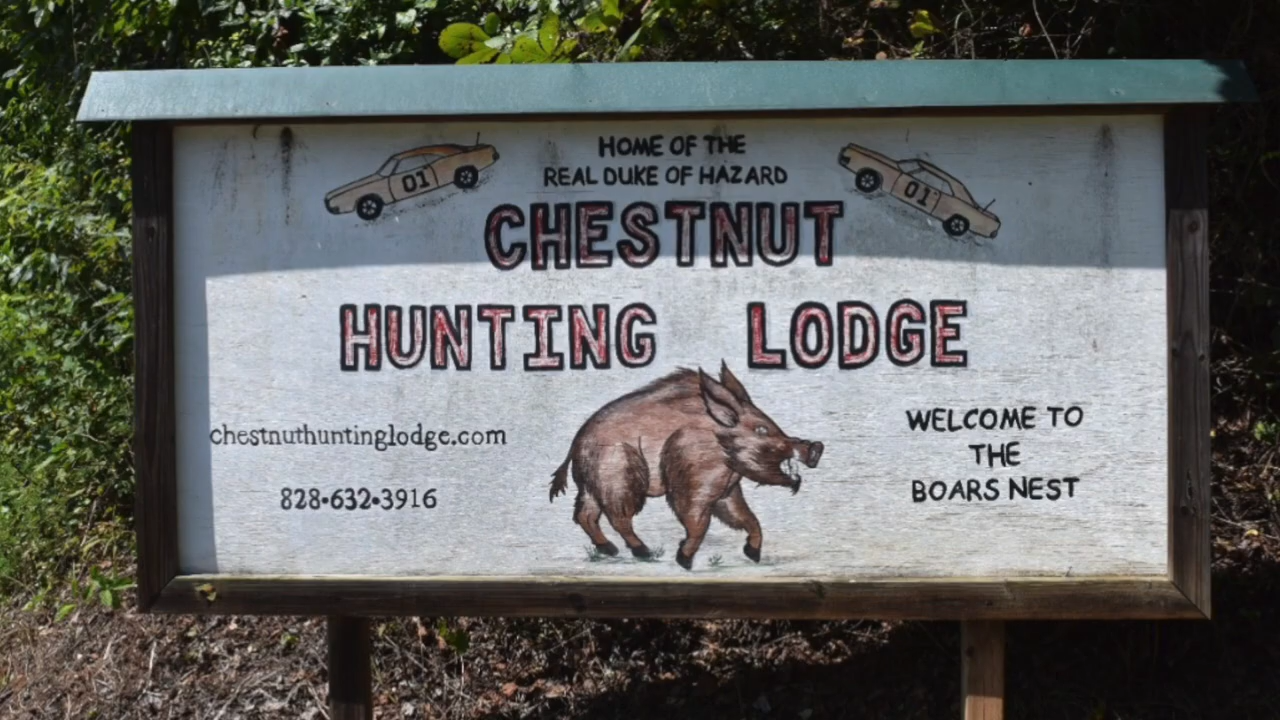 HOME OF THE
REAL DUKE OF HAZARD
01
01
CHESTNUT
HUNTING LODGE
chestnuthuntinglodge.com
828•632•3916
WELCOME TO
THE
BOARS NEST